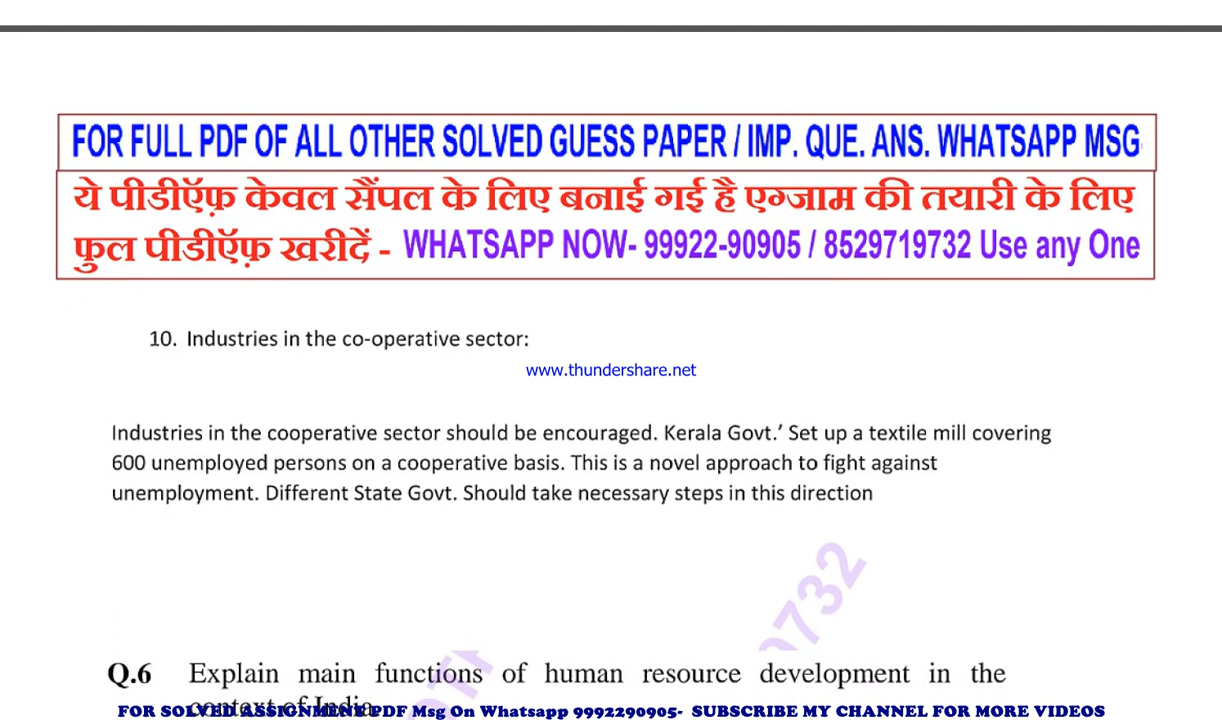 FOR FULL PDF OF ALL OTHER SOLVED GUESS PAPER / IMP. QUE. ANS. WHATSAPP MSG
ये पीडीऍफ़ केवल सैंपल के लिए बनाई गई है एग्जाम की तयारी के लिए
फुल पीडीऍफ़ खरीदें - WHATSAPP NOW- 99922-90905 / 8529719732 Use any One
10. Industries in the co-operative sector:
www.thundershare.net
Industries in the cooperative sector should be encouraged. Kerala Govt.’ Set up a textile mill covering
600 unemployed persons on a cooperative basis. This is a novel approach to fight against
unemployment. Different State Govt. Should take necessary steps in this direction
0732
Q.6 Explain main functions of human resource development in the
context of India
FOR SOLVED ASSIGNMENT PDF Msg On Whatsapp 9992290905- SUBSCRIBE MY CHANNEL FOR MORE VIDEOS